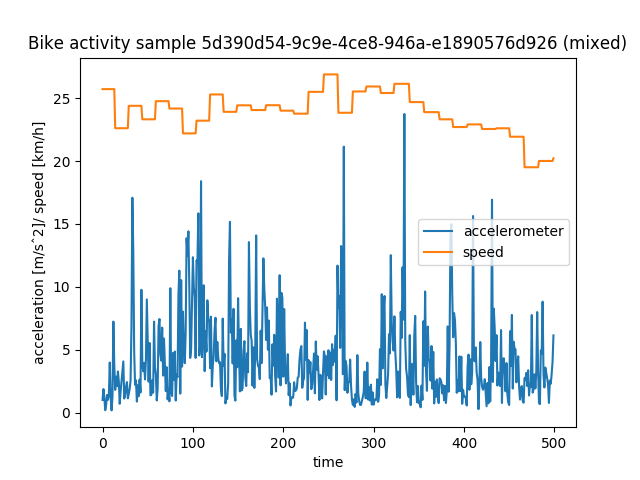 Bike activity sample 5d390d54-9c9e-4ce8-946a-e1890576d926 (mixed)
acceleration [m/s^2]/ speed [km/h]
25
20
15
10
5
0
accelerometer
speed
0
100
200
300
400
500
time